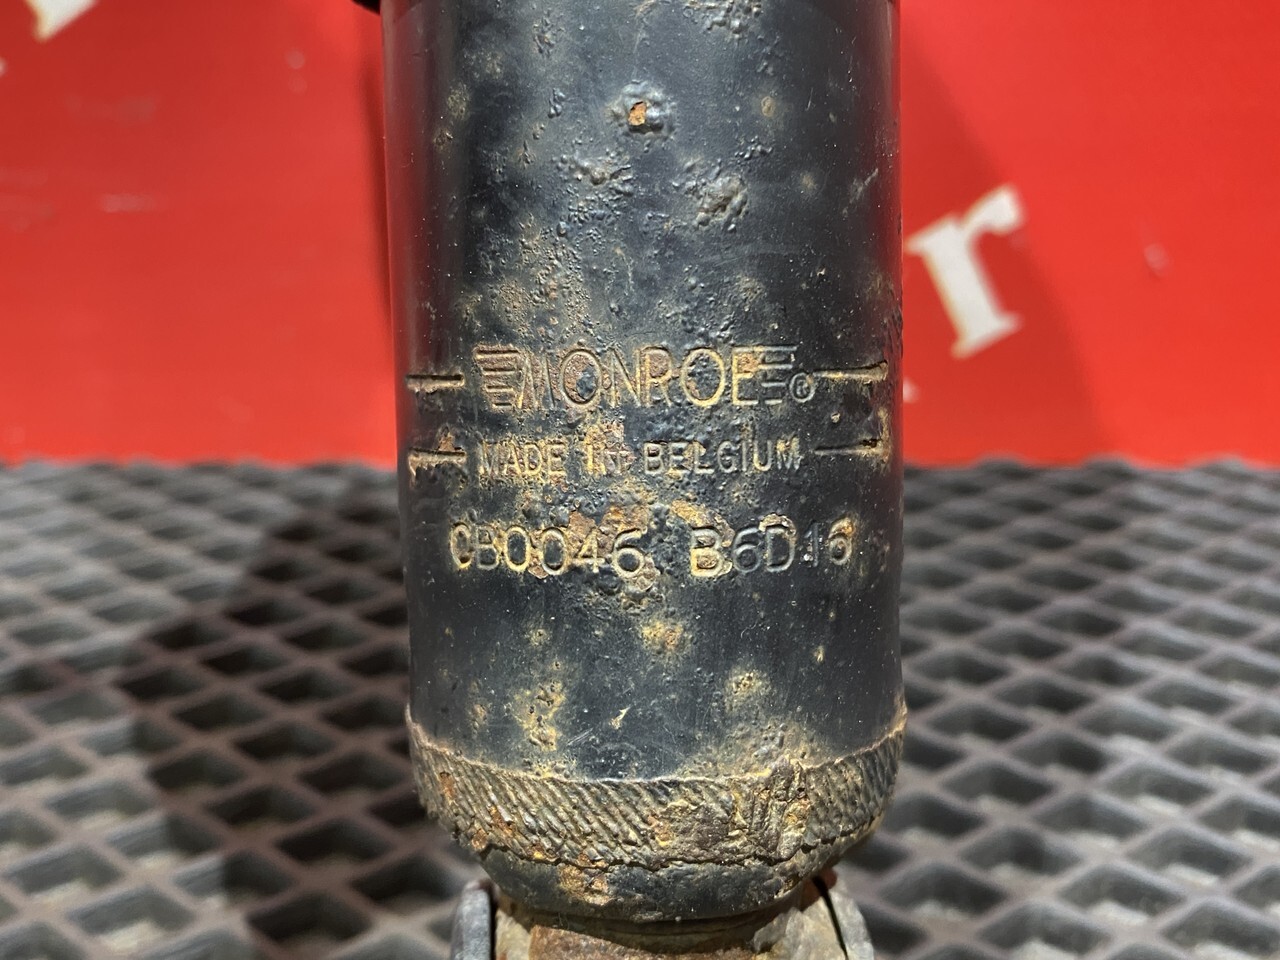 r
MONROE®
MADE IN BELGIUM
CB0046 B6D16